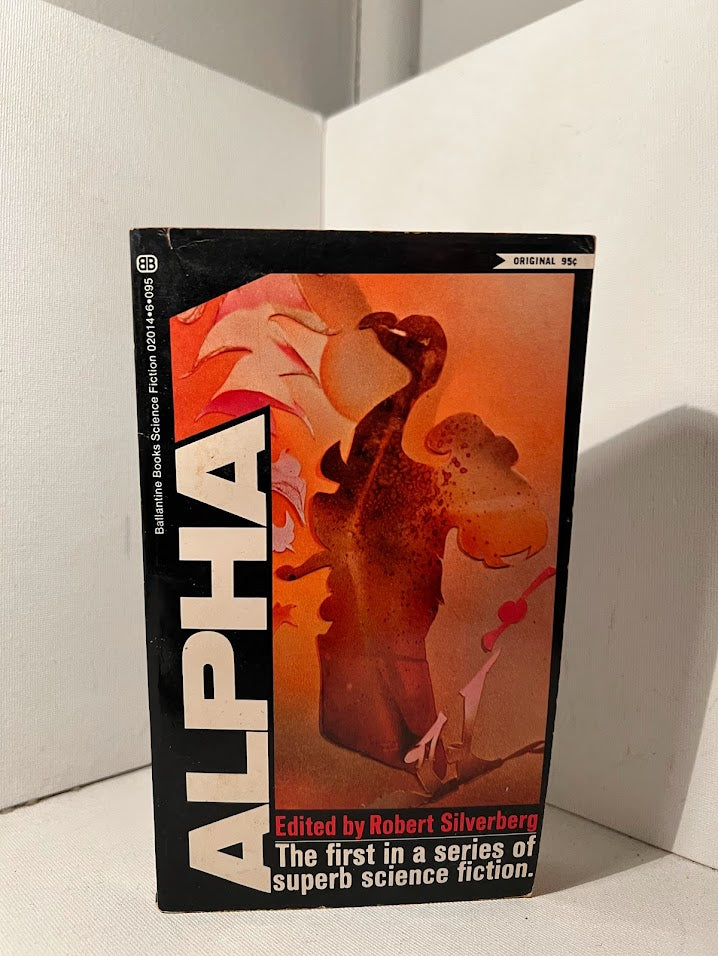 BB
ORIGINAL 95¢
Ballantine Books Science Fiction 02014•6•095
ALPHA
Edited by Robert Silverberg
The first in a series of
superb science fiction.